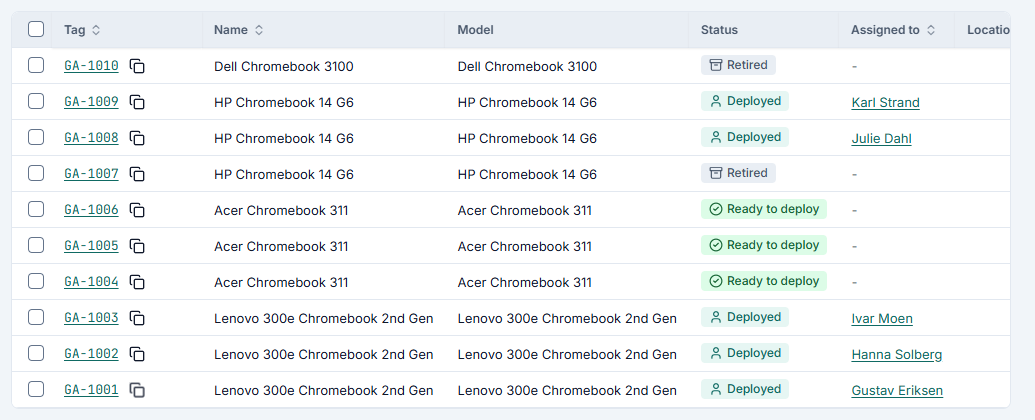 Tag Name Model Status Assigned to Locatio
GA-1010 Dell Chromebook 3100 Dell Chromebook 3100 Retired -
GA-1009 HP Chromebook 14 G6 HP Chromebook 14 G6 Deployed Karl Strand
GA-1008 HP Chromebook 14 G6 HP Chromebook 14 G6 Deployed Julie Dahl
GA-1007 HP Chromebook 14 G6 HP Chromebook 14 G6 Retired -
GA-1006 Acer Chromebook 311 Acer Chromebook 311 Ready to deploy -
GA-1005 Acer Chromebook 311 Acer Chromebook 311 Ready to deploy -
GA-1004 Acer Chromebook 311 Acer Chromebook 311 Ready to deploy -
GA-1003 Lenovo 300e Chromebook 2nd Gen Lenovo 300e Chromebook 2nd Gen Deployed Ivar Moen
GA-1002 Lenovo 300e Chromebook 2nd Gen Lenovo 300e Chromebook 2nd Gen Deployed Hanna Solberg
GA-1001 Lenovo 300e Chromebook 2nd Gen Lenovo 300e Chromebook 2nd Gen Deployed Gustav Eriksen